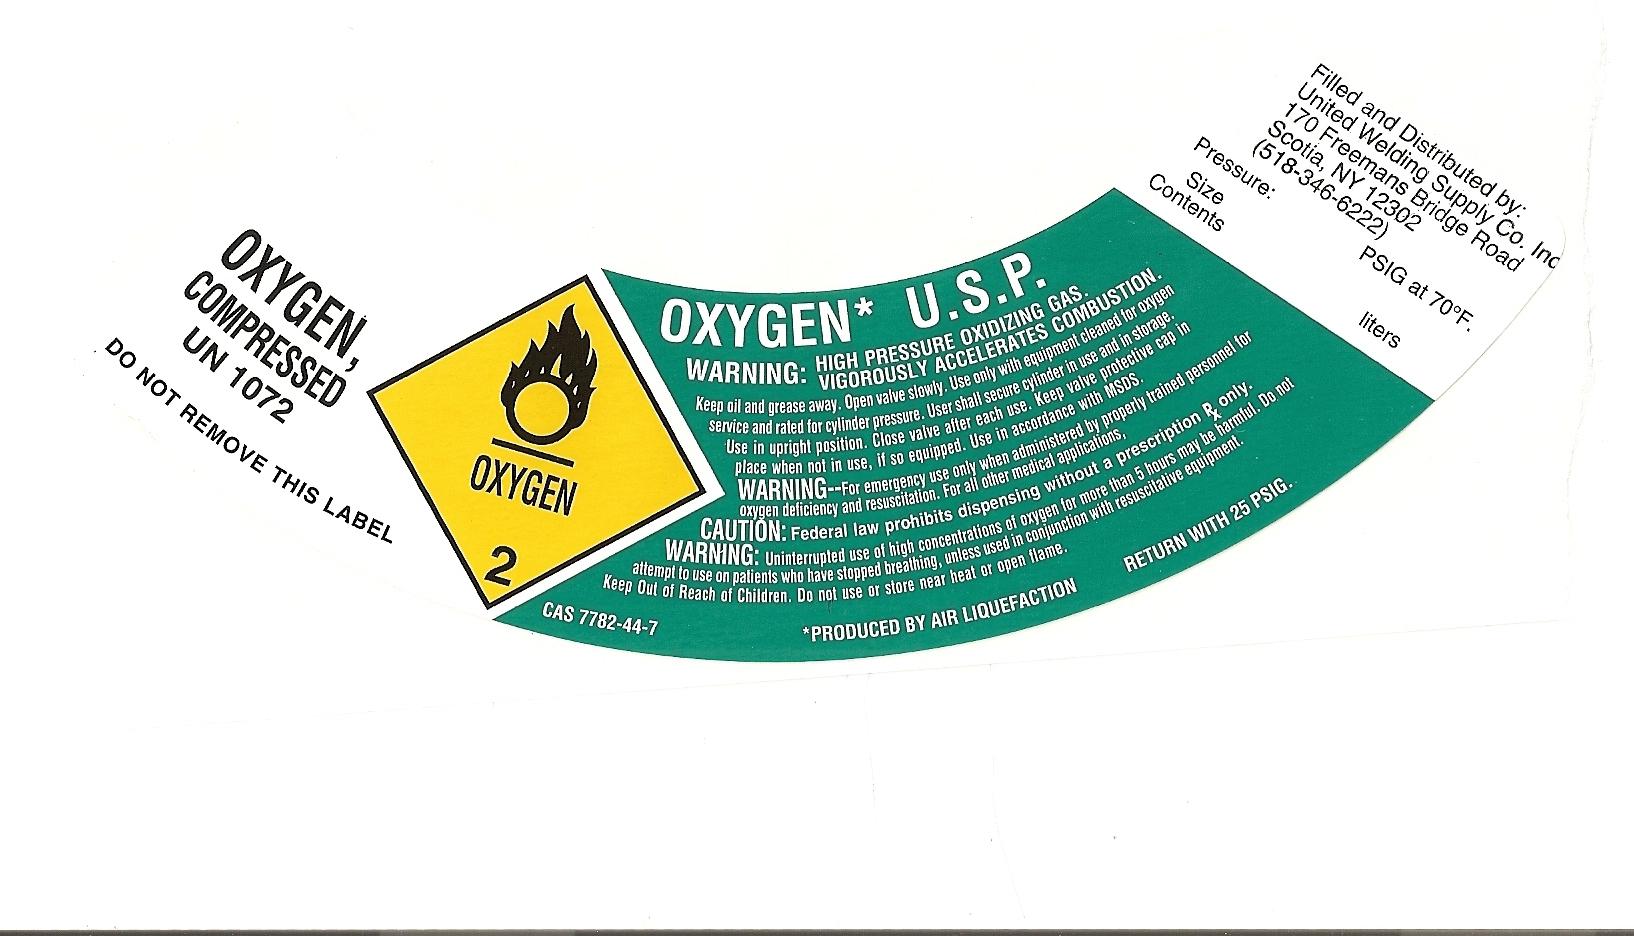 OXYGEN,
COMPRESSED
UN 1072
DO NOT REMOVE THIS LABEL
OXYGEN
2
OXYGEN* U.S.P.
WARNING: HIGH PRESSURE OXIDIZING GAS.
VIGOROUSLY ACCELERATES COMBUSTION.
Keep oil and grease away. Open valve slowly. Use only with equipment cleaned for oxygen
service and rated for cylinder pressure. User shall secure cylinder in use and in storage.
Use in upright position. Close valve after each use. Keep valve protective cap in
place when not in use, if so equipped. Use in accordance with MSDS.
WARNING--For emergency use only when administered by properly trained personnel for
oxygen deficiency and resuscitation. For all other medical applications,
CAUTION: Federal law prohibits dispensing without a prescription ℞ only.
WARNING: Uninterrupted use of high concentrations of oxygen for more than 5 hours may be harmful. Do not
attempt to use on patients who have stopped breathing, unless used in conjunction with resuscitative equipment.
Keep Out of Reach of Children. Do not use or store near heat or open flame.
CAS 7782-44-7
*PRODUCED BY AIR LIQUEFACTION
RETURN WITH 25 PSIG.
Filled and Distributed by:
United Welding Supply Co. Inc
170 Freemans Bridge Road
Scotia, NY 12302
(518-346-6222)
Pressure: PSIG at 70°F.
Size
Contents liters